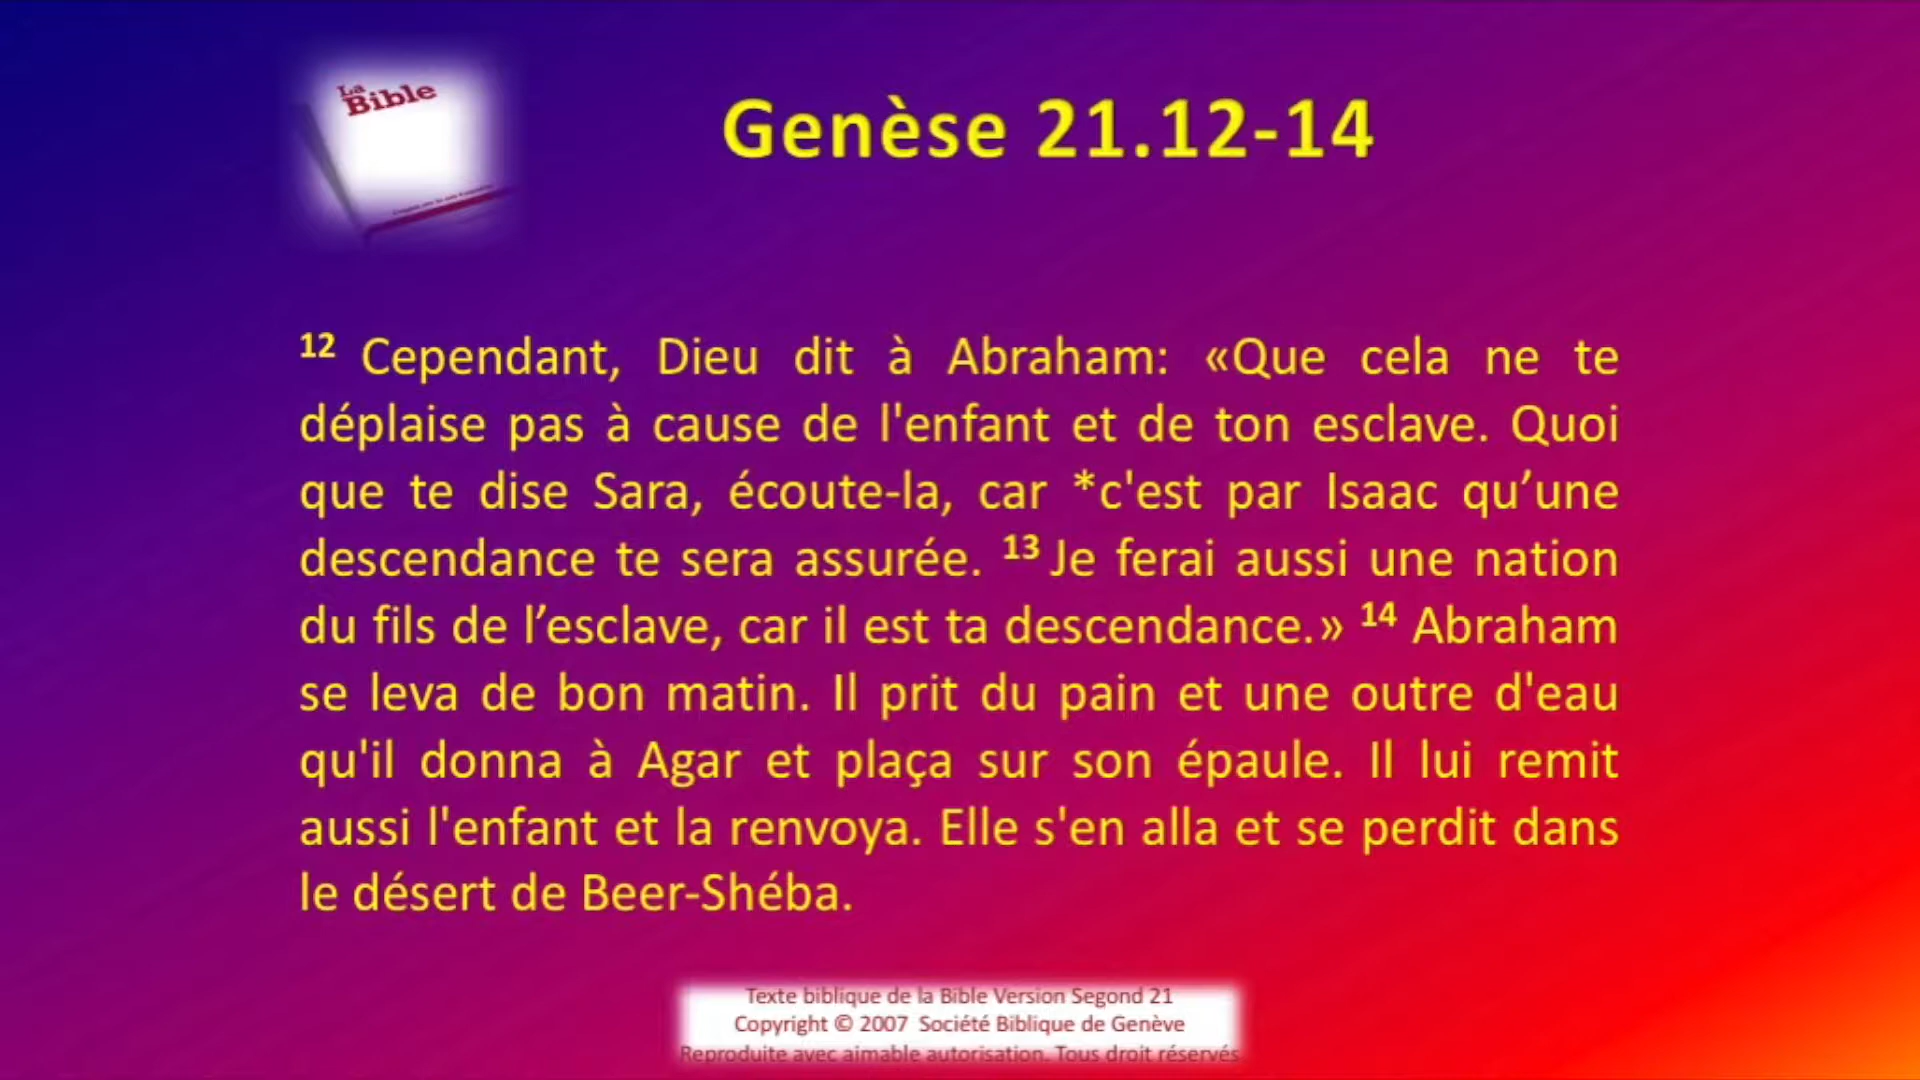 La
Bible
Genèse 21.12-14
12 Cependant, Dieu dit à Abraham: «Que cela ne te
déplaise pas à cause de l'enfant et de ton esclave. Quoi
que te dise Sara, écoute-la, car *c'est par Isaac qu’une
descendance te sera assurée. 13 Je ferai aussi une nation
du fils de l’esclave, car il est ta descendance.» 14 Abraham
se leva de bon matin. Il prit du pain et une outre d'eau
qu'il donna à Agar et plaça sur son épaule. Il lui remit
aussi l'enfant et la renvoya. Elle s'en alla et se perdit dans
le désert de Beer-Shéba.
Texte biblique de la Bible Version Segond 21
Copyright © 2007 Société Biblique de Genève
Reproduite avec aimable autorisation. Tous droit réservés